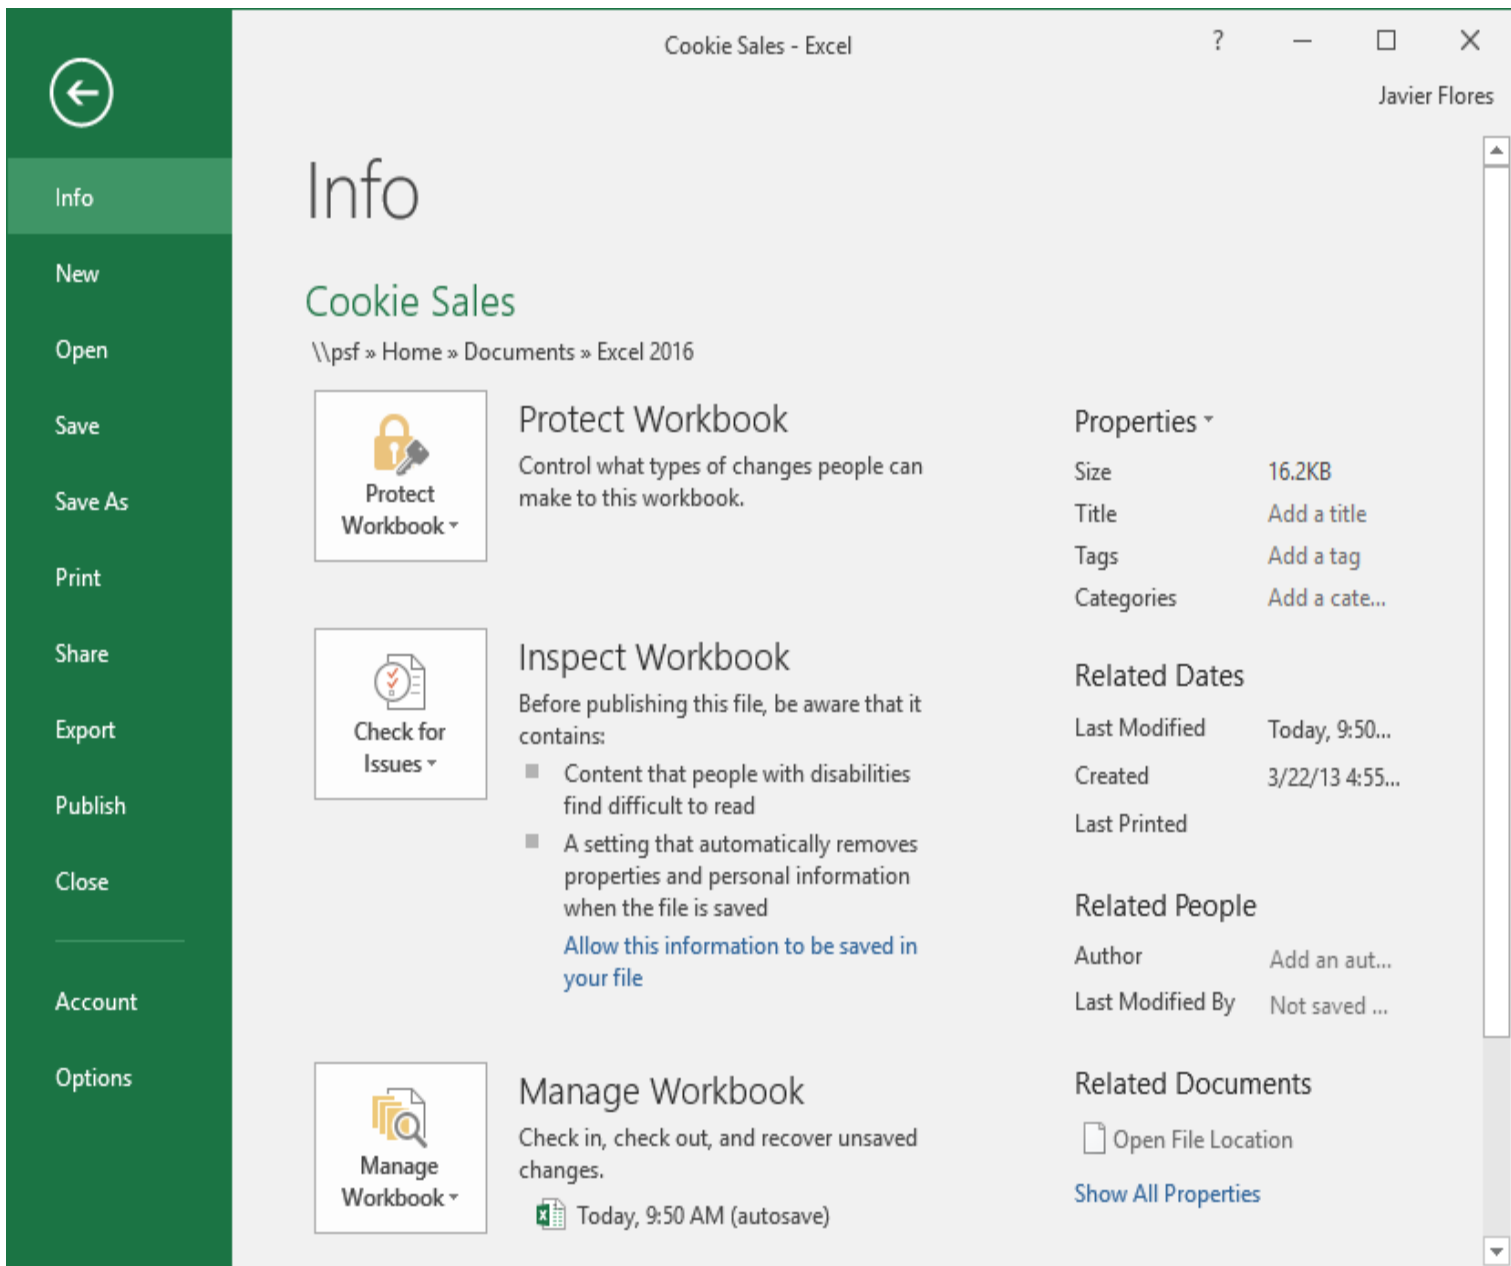 Cookie Sales - Excel
?
Javier Flores
Info
New
Open
Save
Save As
Print
Share
Export
Publish
Close
Account
Options
Info
Cookie Sales
\\psf » Home » Documents » Excel 2016
Protect
Workbook
Protect Workbook
Control what types of changes people can
make to this workbook.
Check for
Issues
Inspect Workbook
Before publishing this file, be aware that it
contains:
Content that people with disabilities
find difficult to read
A setting that automatically removes
properties and personal information
when the file is saved
Allow this information to be saved in
your file
Manage
Workbook
Manage Workbook
Check in, check out, and recover unsaved
changes.
Today, 9:50 AM (autosave)
Properties
Size 16.2KB
Title Add a title
Tags Add a tag
Categories Add a cate...
Related Dates
Last Modified Today, 9:50...
Created 3/22/13 4:55...
Last Printed
Related People
Author Add an aut...
Last Modified By Not saved ...
Related Documents
Open File Location
Show All Properties